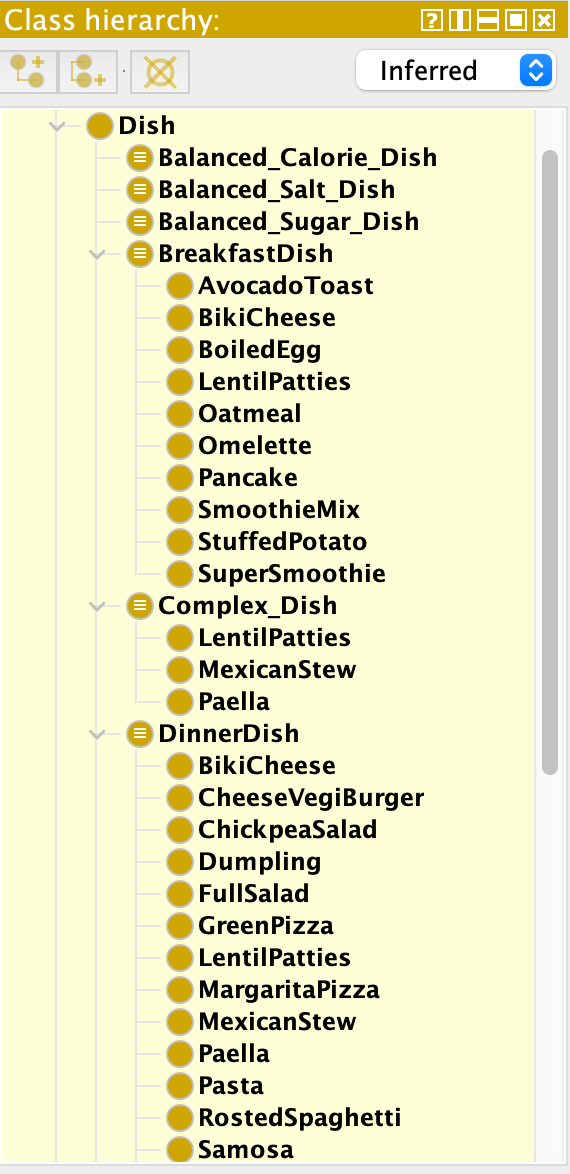 Class hierarchy:
Inferred
Dish
Balanced_Calorie_Dish
Balanced_Salt_Dish
Balanced_Sugar_Dish
BreakfastDish
AvocadoToast
BikiCheese
BoiledEgg
LentilPatties
Oatmeal
Omelette
Pancake
SmoothieMix
StuffedPotato
SuperSmoothie
Complex_Dish
LentilPatties
MexicanStew
Paella
DinnerDish
BikiCheese
CheeseVegiBurger
ChickpeaSalad
Dumpling
FullSalad
GreenPizza
LentilPatties
MargaritaPizza
MexicanStew
Paella
Pasta
RostedSpaghetti
Samosa